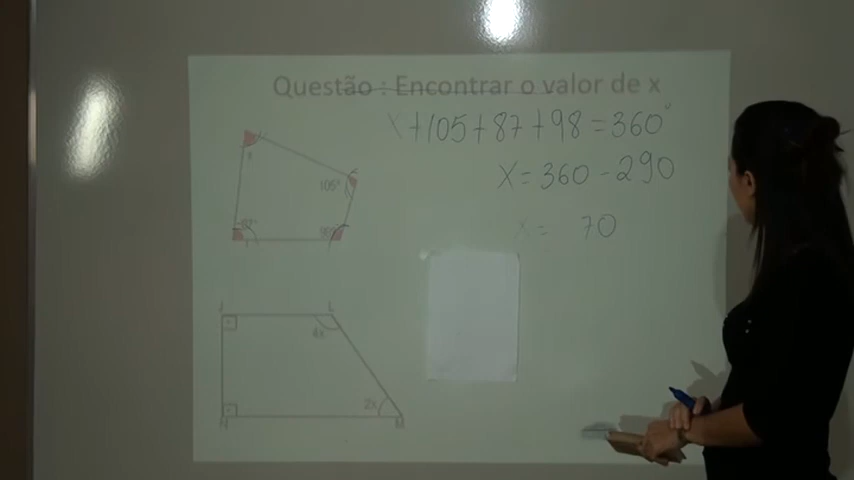 Questão : Encontrar o valor de x
x+105+87+98=360°
x=360-290
x= 70
105°
87°
98°
J
L
4x
2x
M